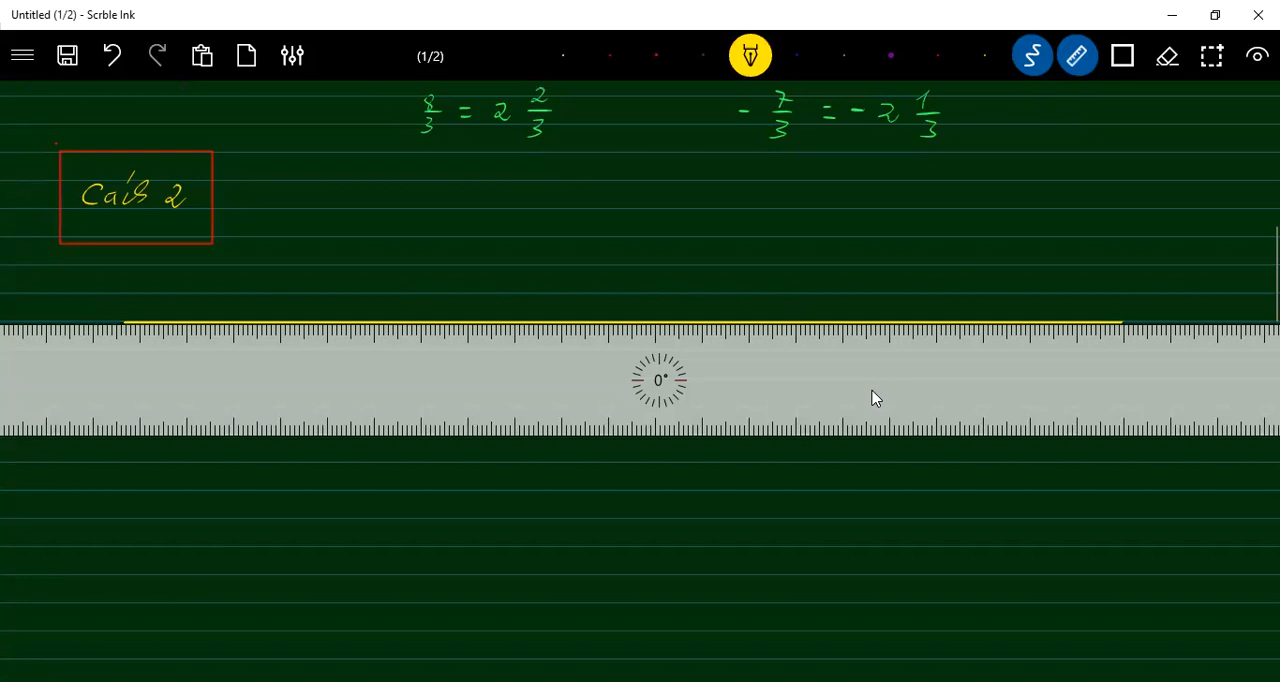 Untitled (1/2) - Scrble Ink
(1/2)
8/3 = 2 2/3 - 7/3 = - 2 1/3
Cách 2
0°